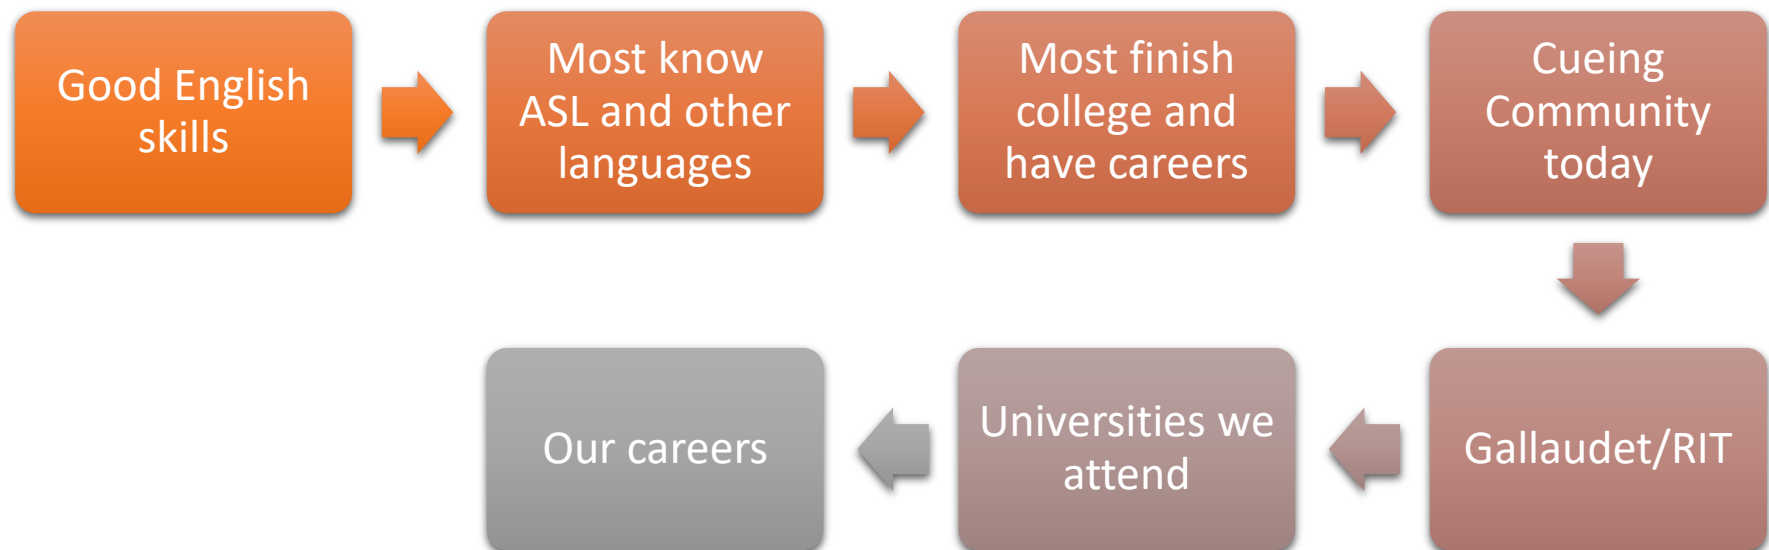 Good English
skills
Most know
ASL and other
languages
Most finish
college and
have careers
Cueing
Community
today
Gallaudet/RIT
Universities we
attend
Our careers